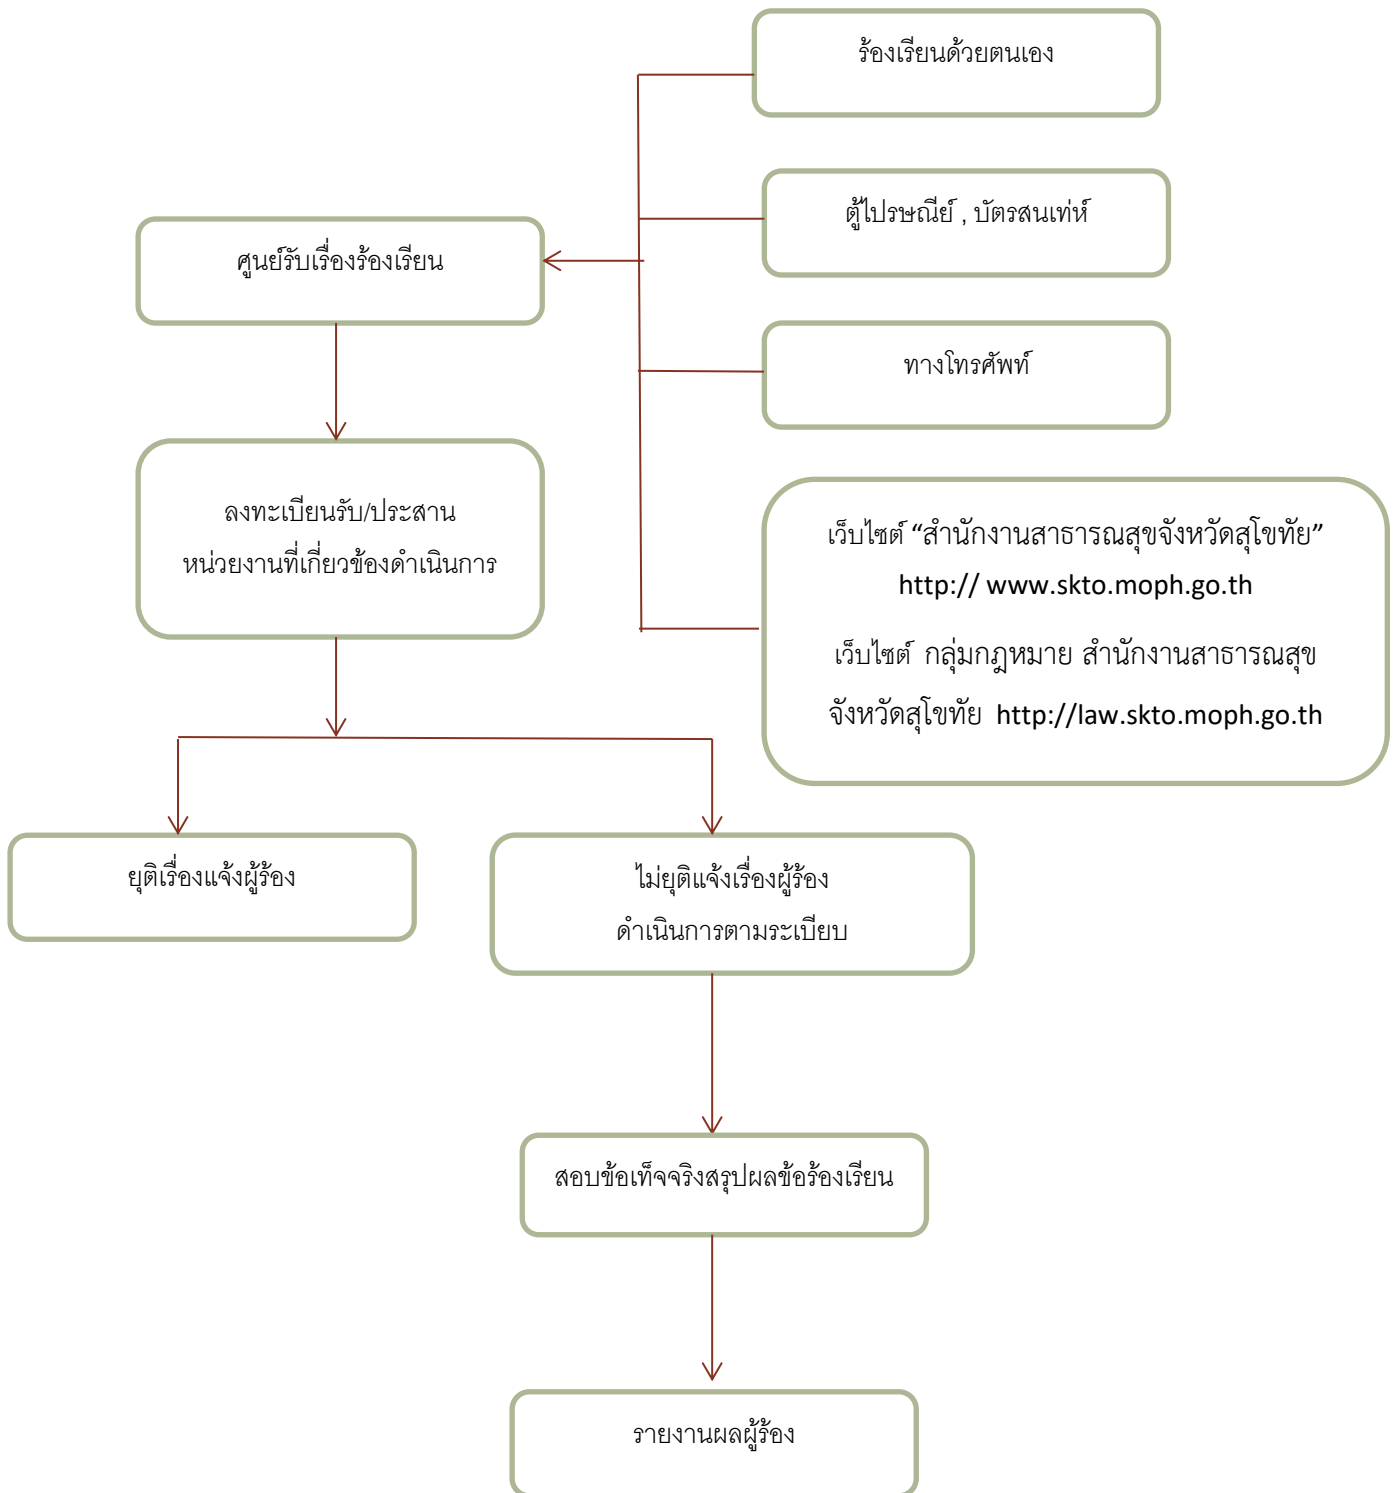 ร้องเรียนด้วยตนเอง
ตู้ไปรษณีย์ , บัตรสนเท่ห์
ศูนย์รับเรื่องร้องเรียน
ทางโทรศัพท์
ลงทะเบียนรับ/ประสาน
หน่วยงานที่เกี่ยวข้องดำเนินการ
เว็บไซต์ “สำนักงานสาธารณสุขจังหวัดสุโขทัย”
http:// www.skto.moph.go.th
เว็บไซต์ กลุ่มกฎหมาย สำนักงานสาธารณสุข
จังหวัดสุโขทัย http://law.skto.moph.go.th
ยุติเรื่องแจ้งผู้ร้อง
ไม่ยุติแจ้งเรื่องผู้ร้อง
ดำเนินการตามระเบียบ
สอบข้อเท็จจริงสรุปผลข้อร้องเรียน
รายงานผลผู้ร้อง